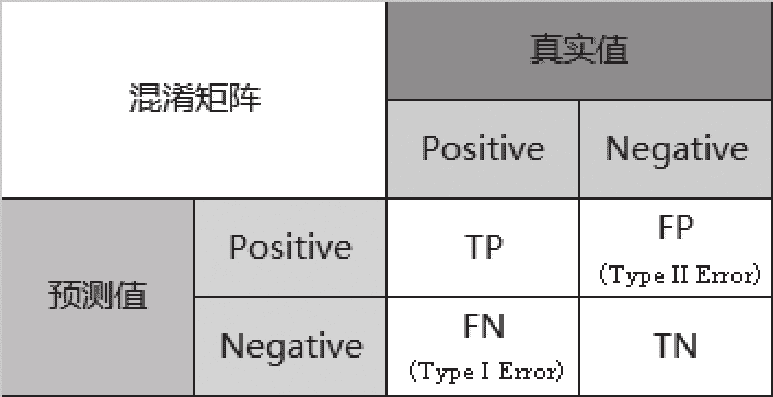 混淆矩阵
真实值
Positive
Negative
预测值
Positive
TP
FP
(Type II Error)
Negative
FN
(Type I Error)
TN